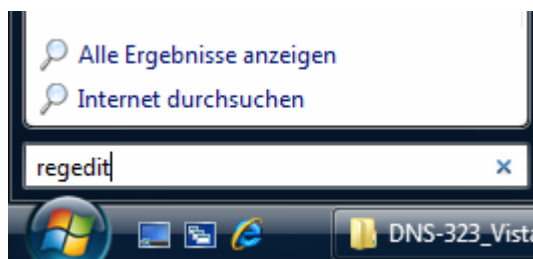 Alle Ergebnisse anzeigen
Internet durchsuchen
regedit
DNS-323_Vista